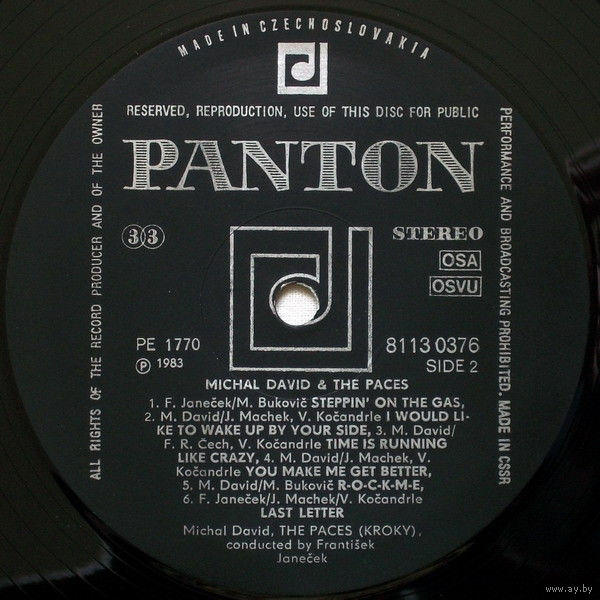 MADE IN CZECHOSLOVAKIA
RESERVED, REPRODUCTION, USE OF THIS DISC FOR PUBLIC
ALL RIGHTS OF THE RECORD PRODUCER AND OF THE OWNER
PERFORMANCE AND BROADCASTING PROHIBITED. MADE IN CSSR
PANTON
33
STEREO
OSA
OSVU
PE 1770
8113 0376
Ⓟ 1983
SIDE 2
MICHAL DAVID & THE PACES
1. F. Janeček/M. Bukovič STEPPIN' ON THE GAS,
2. M. David/J. Machek, V. Kočandrle I WOULD LI-
KE TO WAKE UP BY YOUR SIDE, 3. M. David/
F. R. Čech, V. Kočandrle TIME IS RUNNING
LIKE CRAZY, 4. M. David/J. Machek, V.
Kočandrle YOU MAKE ME GET BETTER,
5. M. David/M. Bukovič R-O-C-K-M-E,
6. F. Janeček/J. Machek/V. Kočandrle
LAST LETTER
Michal David, THE PACES (KROKY),
conducted by František
Janeček
www.ay.by